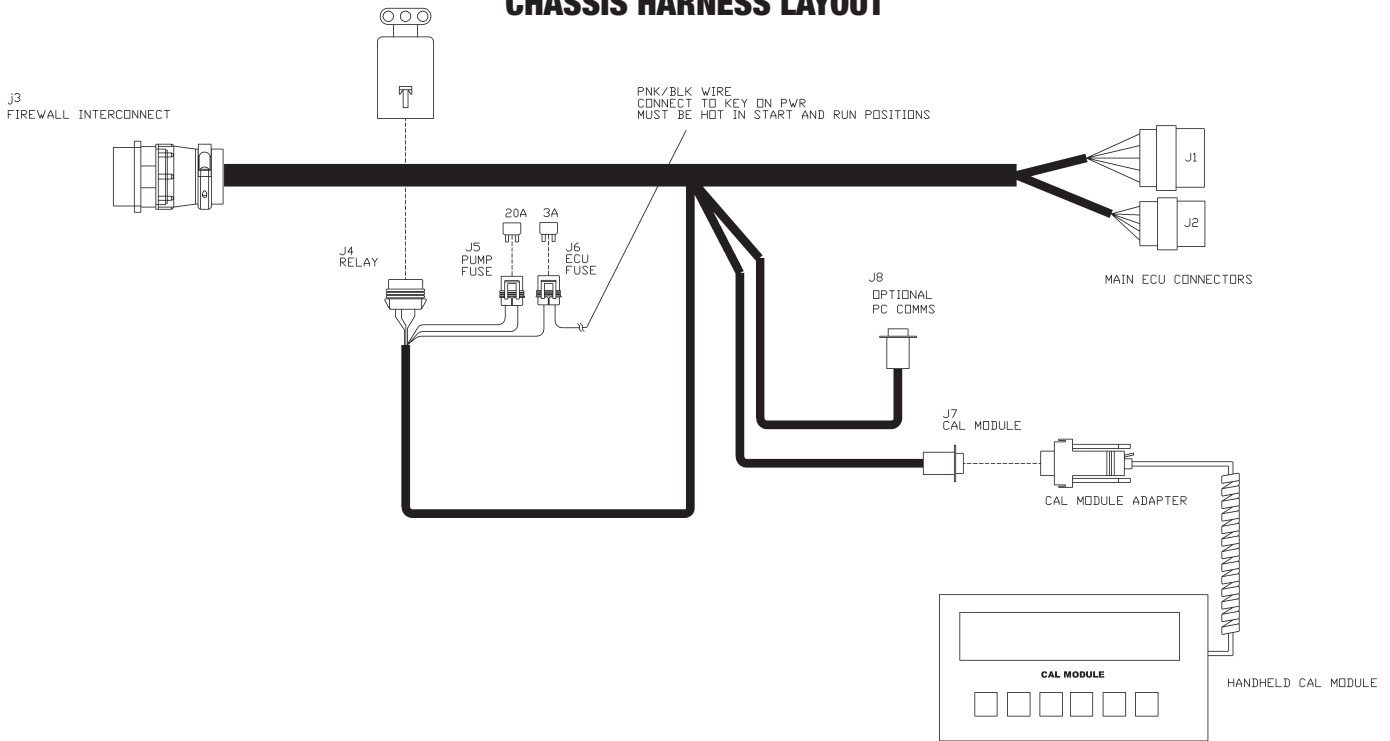 CHASSIS HARNESS LAYOUT
j3
FIREWALL INTERCONNECT
PNK/BLK WIRE
CONNECT TO KEY ON PWR
MUST BE HOT IN START AND RUN POSITIONS
J1
J2
MAIN ECU CONNECTORS
20A
3A
J4
RELAY
J5
PUMP
FUSE
J6
ECU
FUSE
J8
OPTIONAL
PC COMMS
J7
CAL MODULE
CAL MODULE ADAPTER
CAL MODULE
HANDHELD CAL MODULE